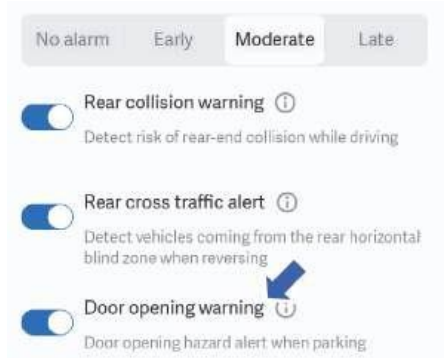 No alarm Early Moderate Late
Rear collision warning
Detect risk of rear-end collision while driving
Rear cross traffic alert
Detect vehicles coming from the rear horizontal
blind zone when reversing
Door opening warning
Door opening hazard alert when parking